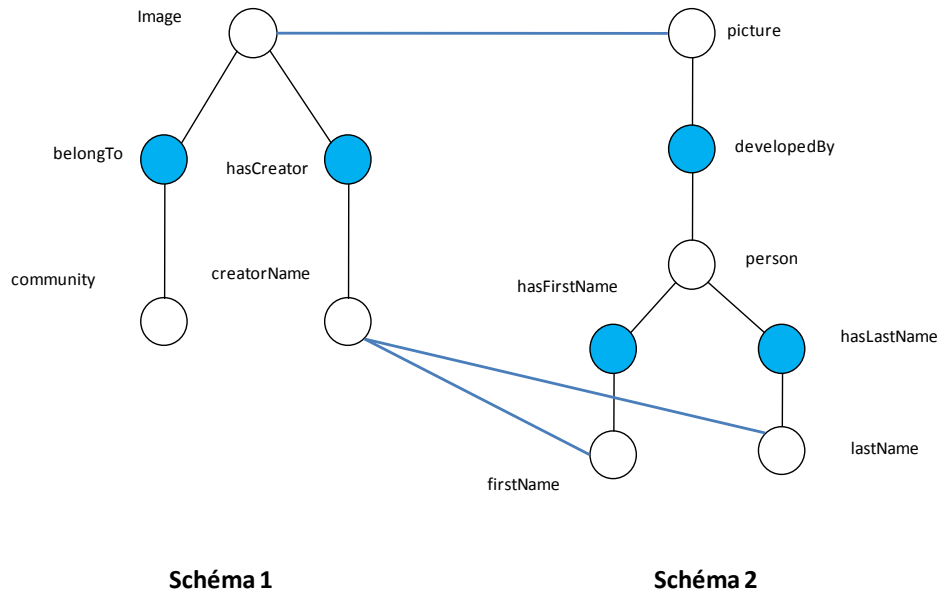 Image
picture
belongTo
hasCreator
developedBy
community
creatorName
person
hasFirstName
hasLastName
firstName
lastName
Schéma 1
Schéma 2